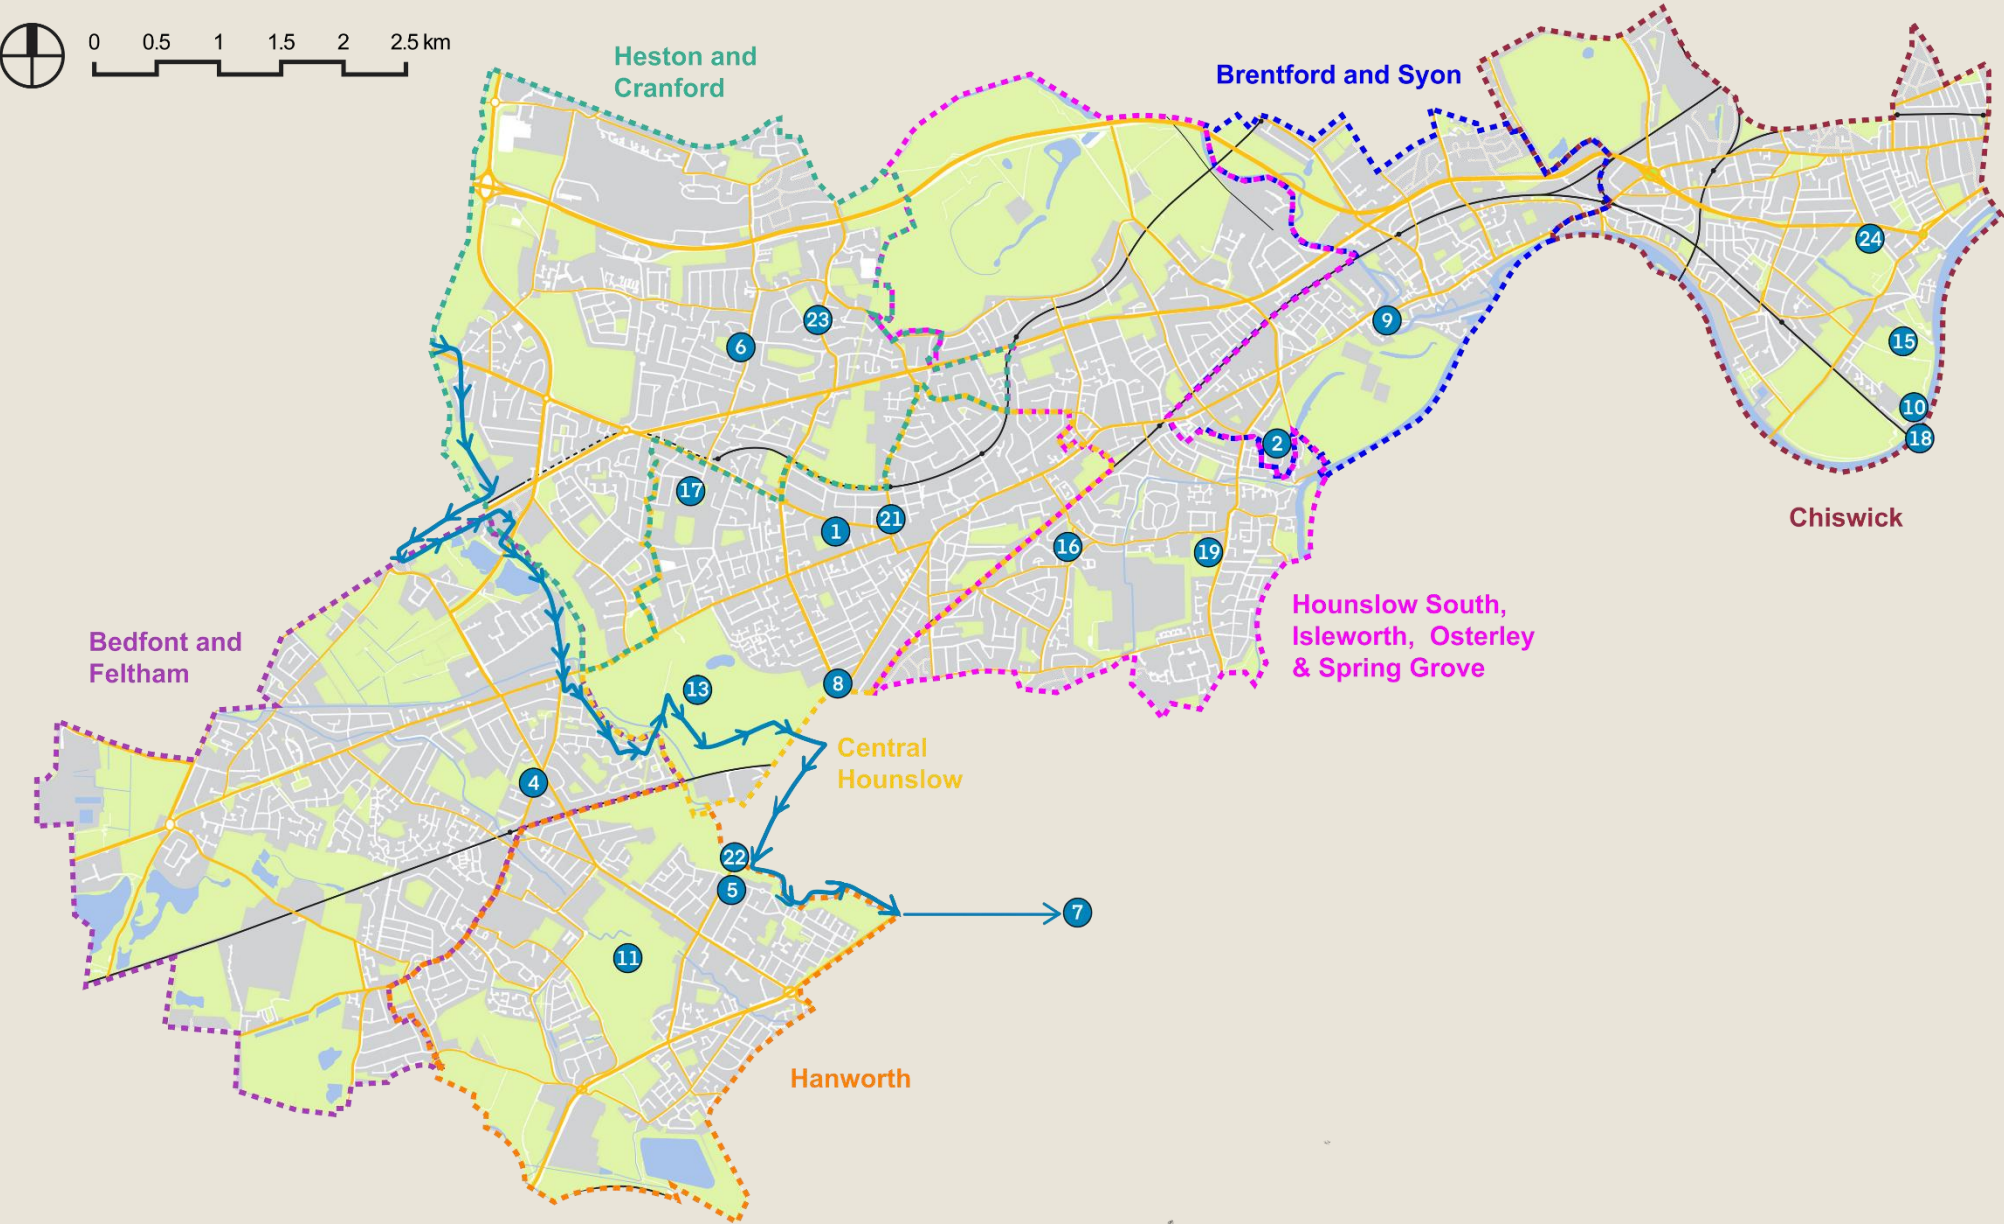 0 0.5 1 1.5 2 2.5 km
Heston and
Cranford
Brentford and Syon
24
23
9
6
15
10
18
2
17
21
1
Chiswick
16
19
Hounslow South,
Isleworth, Osterley
& Spring Grove
Bedfont and
Feltham
8
13
Central
Hounslow
4
22
5
7
11
Hanworth